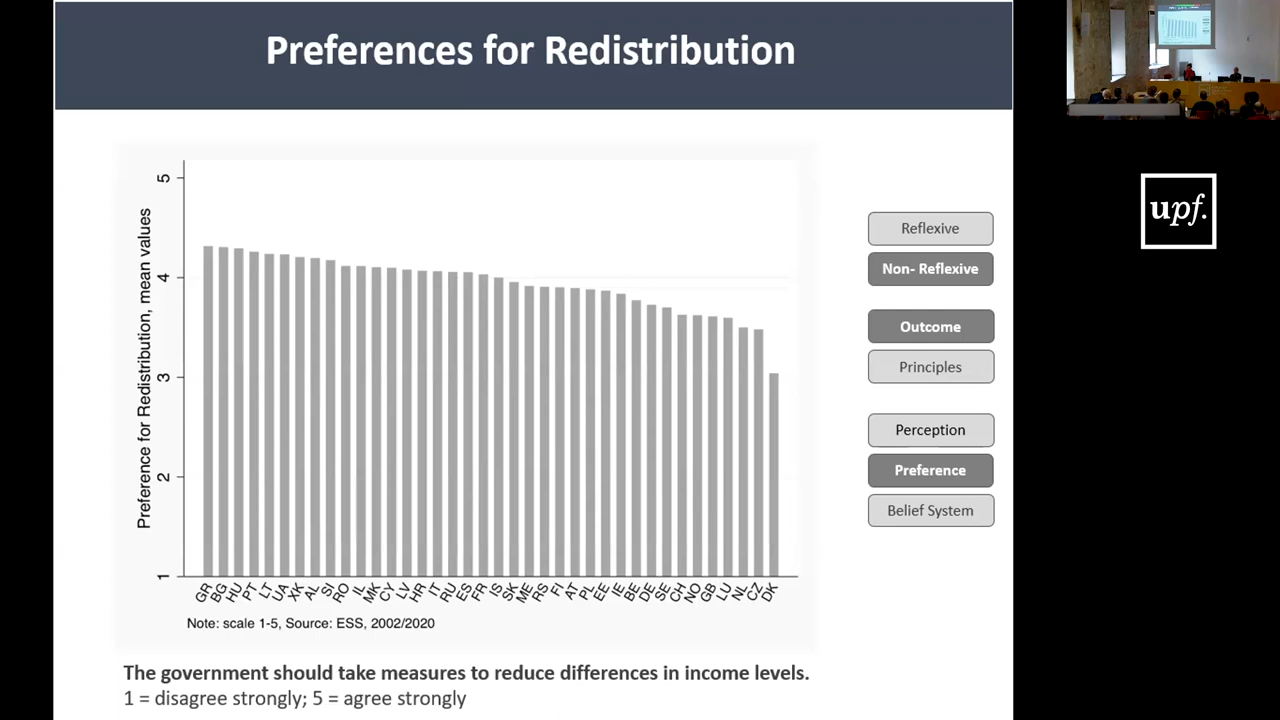 Preferences for Redistribution
Preference for Redistribution, mean values
5
4
3
2
1
GR BG HU PT LT UA XK AL SI RO IL MK CY LV HR IT RU ES FR IS SK ME RS FI AT PL EE IE BE DE SE CH NO GB LU NL CZ DK
Note: scale 1-5, Source: ESS, 2002/2020
The government should take measures to reduce differences in income levels.
1 = disagree strongly; 5 = agree strongly
Reflexive
Non- Reflexive
Outcome
Principles
Perception
Preference
Belief System
upf.